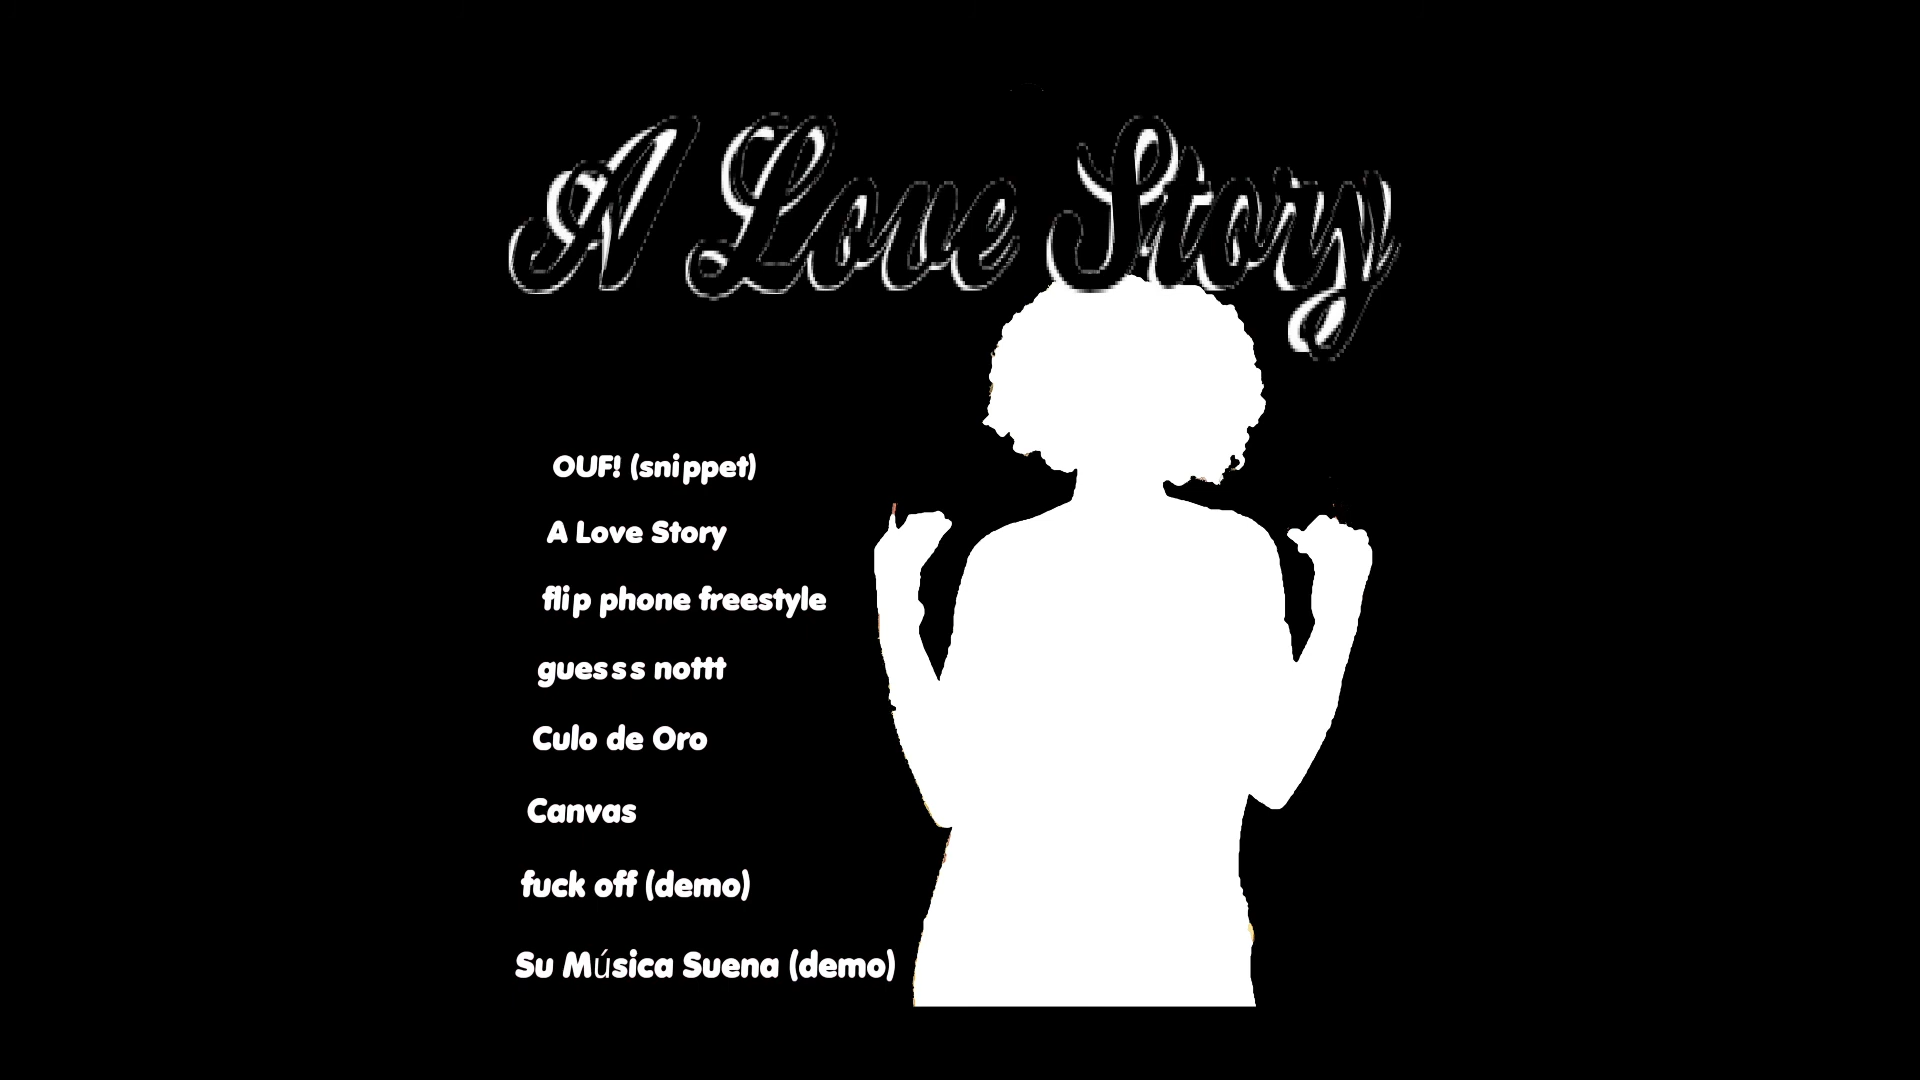 A Love Story
OUF! (snippet)
A Love Story
flip phone freestyle
guesss nottt
Culo de Oro
Canvas
fuck off (demo)
Su Música Suena (demo)